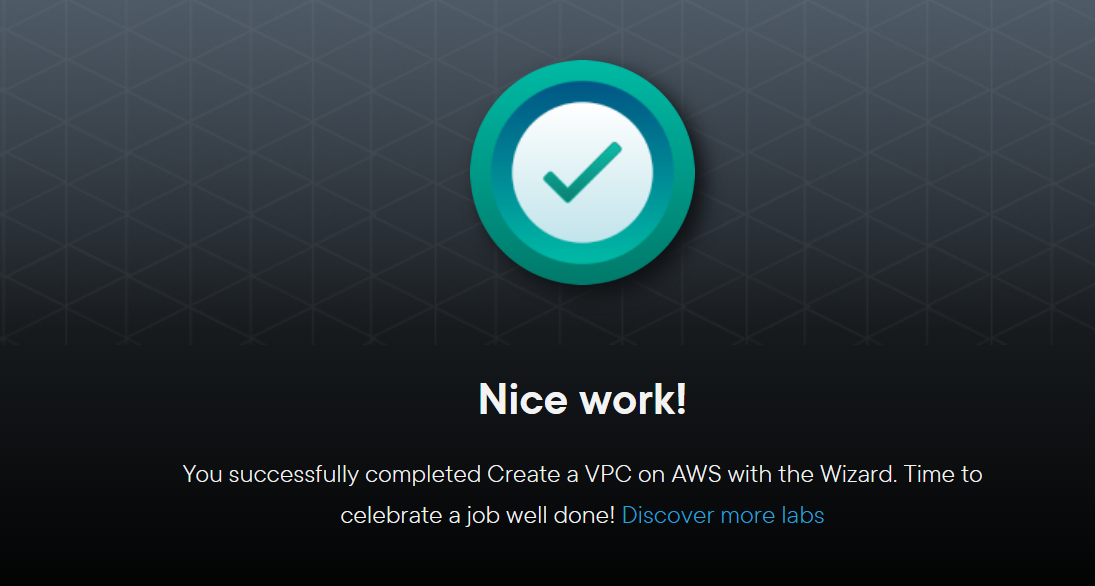 Nice work!
You successfully completed Create a VPC on AWS with the Wizard. Time to
celebrate a job well done! Discover more labs